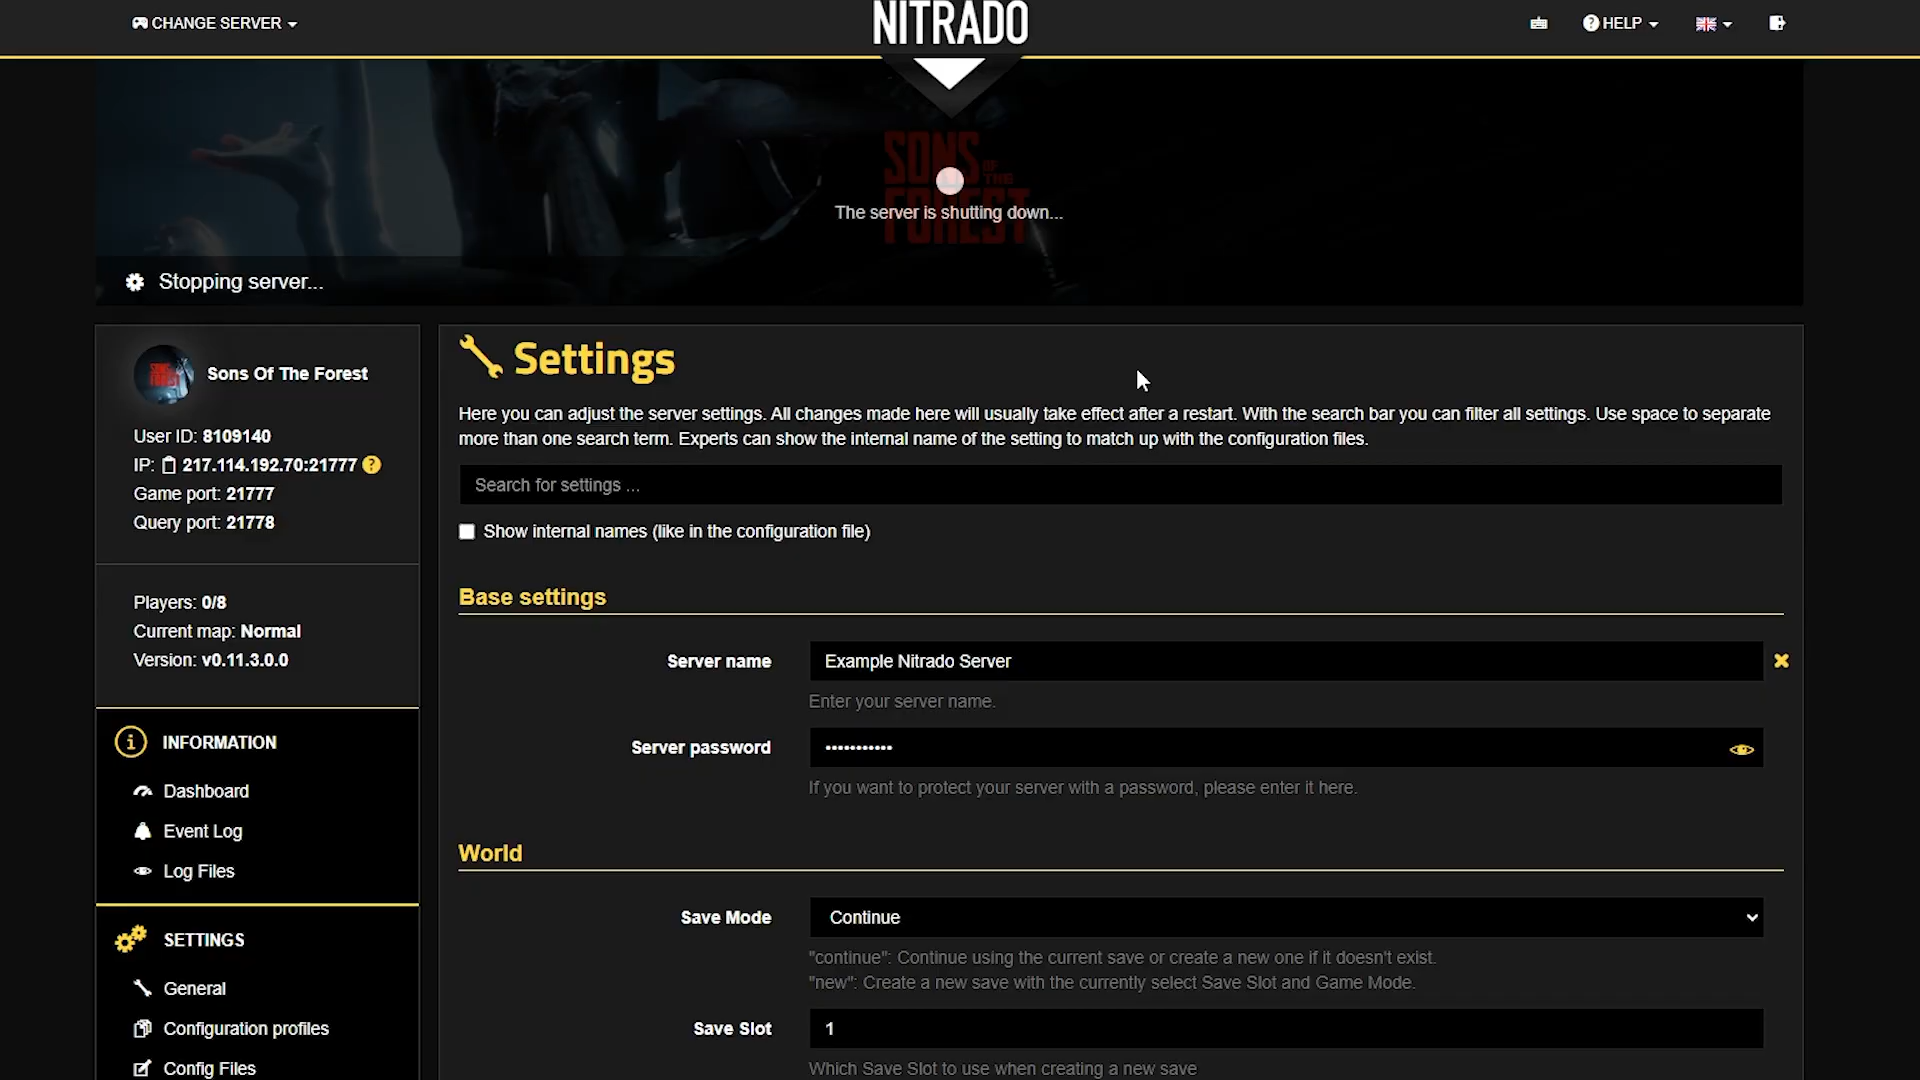 CHANGE SERVER
NITRADO
HELP
SONS OF THE FOREST
The server is shutting down...
Stopping server...
Sons Of The Forest
User ID: 8109140
IP: 217.114.192.70:21777 ?
Game port: 21777
Query port: 21778
Players: 0/8
Current map: Normal
Version: v0.11.3.0.0
INFORMATION
Dashboard
Event Log
Log Files
SETTINGS
General
Configuration profiles
Config Files
Settings
Here you can adjust the server settings. All changes made here will usually take effect after a restart. With the search bar you can filter all settings. Use space to separate
more than one search term. Experts can show the internal name of the setting to match up with the configuration files.
Search for settings ...
Show internal names (like in the configuration file)
Base settings
Server name
Example Nitrado Server
Enter your server name.
Server password
•••••••••••
If you want to protect your server with a password, please enter it here.
World
Save Mode
Continue
"continue": Continue using the current save or create a new one if it doesn't exist.
"new": Create a new save with the currently select Save Slot and Game Mode.
Save Slot
1
Which Save Slot to use when creating a new save